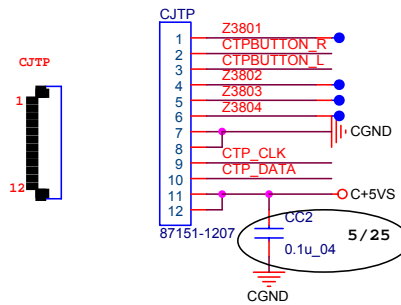 CJTP
1
12
CJTP
1 Z3801
2 CTPBUTTON_R
3 CTPBUTTON_L
4 Z3802
5 Z3803
6 Z3804
7 CGND
8
9 CTP_CLK
10 CTP_DATA
11 C+5VS
12
87151-1207
CC2
0.1u_04
5/25
CGND